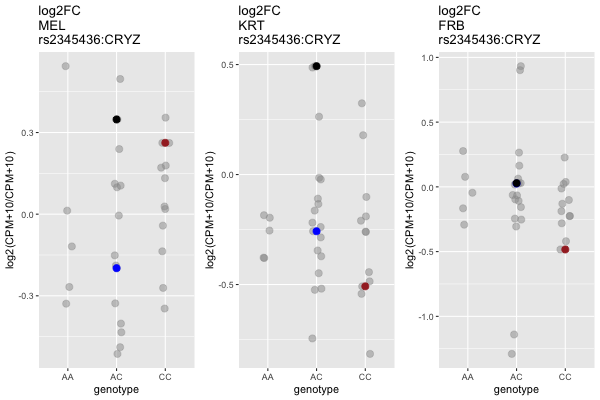 log2FC
MEL
rs2345436:CRYZ
log2(CPM+10/CPM+10)
0.3
0.0
-0.3
AA
AC
CC
genotype
log2FC
KRT
rs2345436:CRYZ
log2(CPM+10/CPM+10)
0.5
0.0
-0.5
AA
AC
CC
genotype
log2FC
FRB
rs2345436:CRYZ
log2(CPM+10/CPM+10)
1.0
0.5
0.0
-0.5
-1.0
AA
AC
CC
genotype